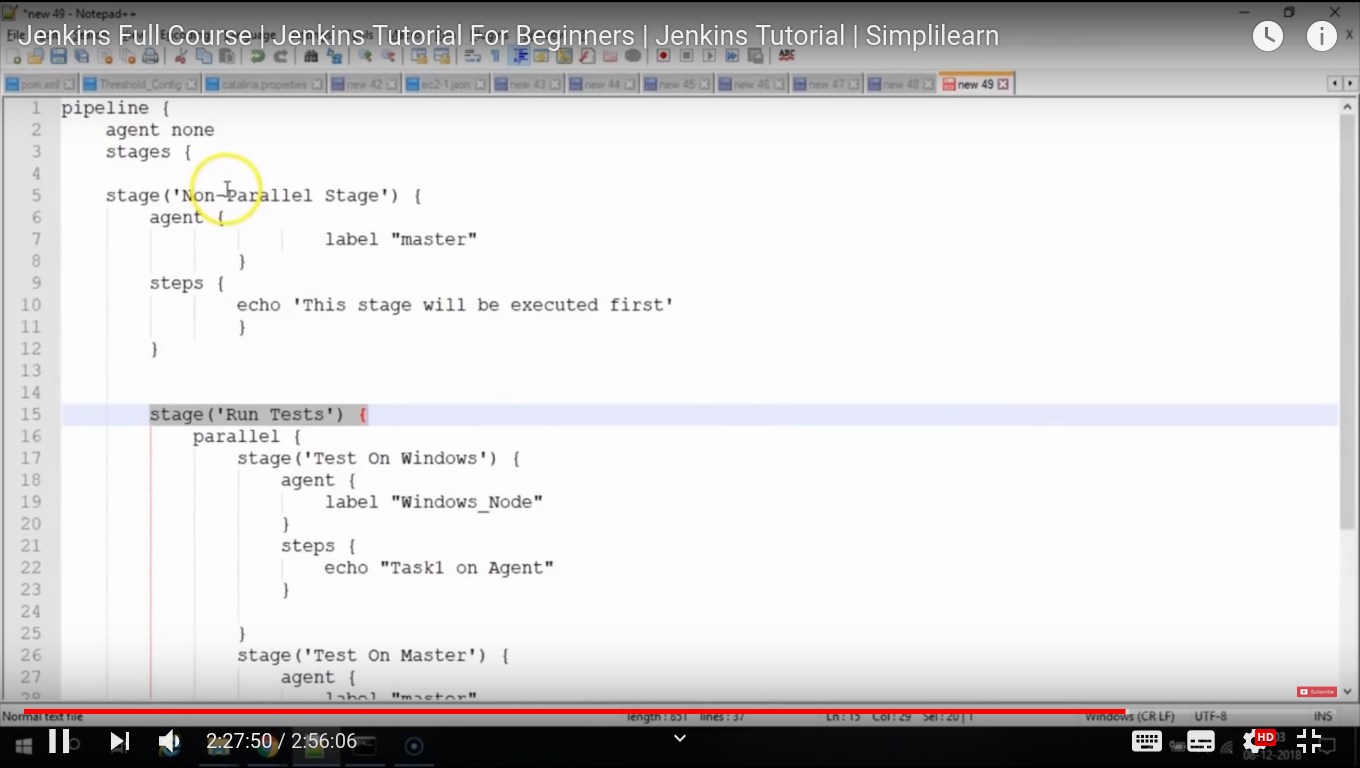 *new 49 - Notepad++
Jenkins Full Course | Jenkins Tutorial For Beginners | Jenkins Tutorial | Simplilearn
pom.xml Threshold_Config catalina.properties new 42 ec2-1.json new 43 new 44 new 45 new 46 new 47 new 48 new 49
1 pipeline {
2 agent none
3 stages {
4
5 stage('Non-Parallel Stage') {
6 agent {
7 label "master"
8 }
9 steps {
10 echo 'This stage will be executed first'
11 }
12 }
13
14
15 stage('Run Tests') {
16 parallel {
17 stage('Test On Windows') {
18 agent {
19 label "Windows_Node"
20 }
21 steps {
22 echo "Task1 on Agent"
23 }
24
25 }
26 stage('Test On Master') {
27 agent {
28 label "master"
Subscribe
Normal text file length : 851 lines : 37 Ln : 15 Col : 29 Sel : 20 | 1 Windows (CR LF) UTF-8 INS
2:27:50 / 2:56:06 HD
08-12-2018